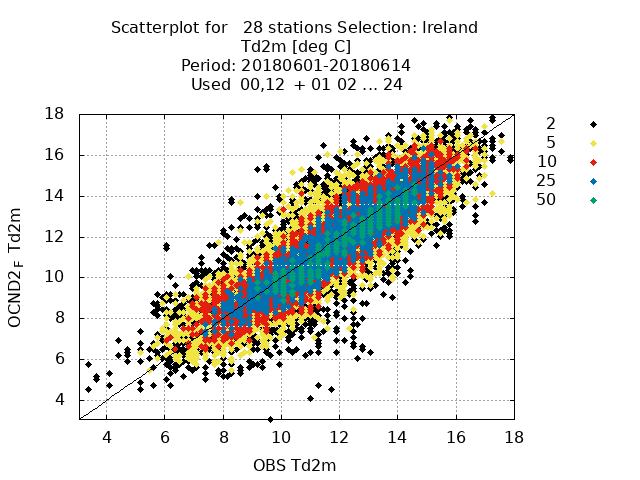 Scatterplot for   28 stations Selection: Ireland
Td2m [deg C]
Period: 20180601-20180614
Used  00,12  + 01 02 ... 24
18
16
14
12
10
8
6
4
4 6 8 10 12 14 16 18
OCND2_F Td2m
OBS Td2m
2
5
10
25
50